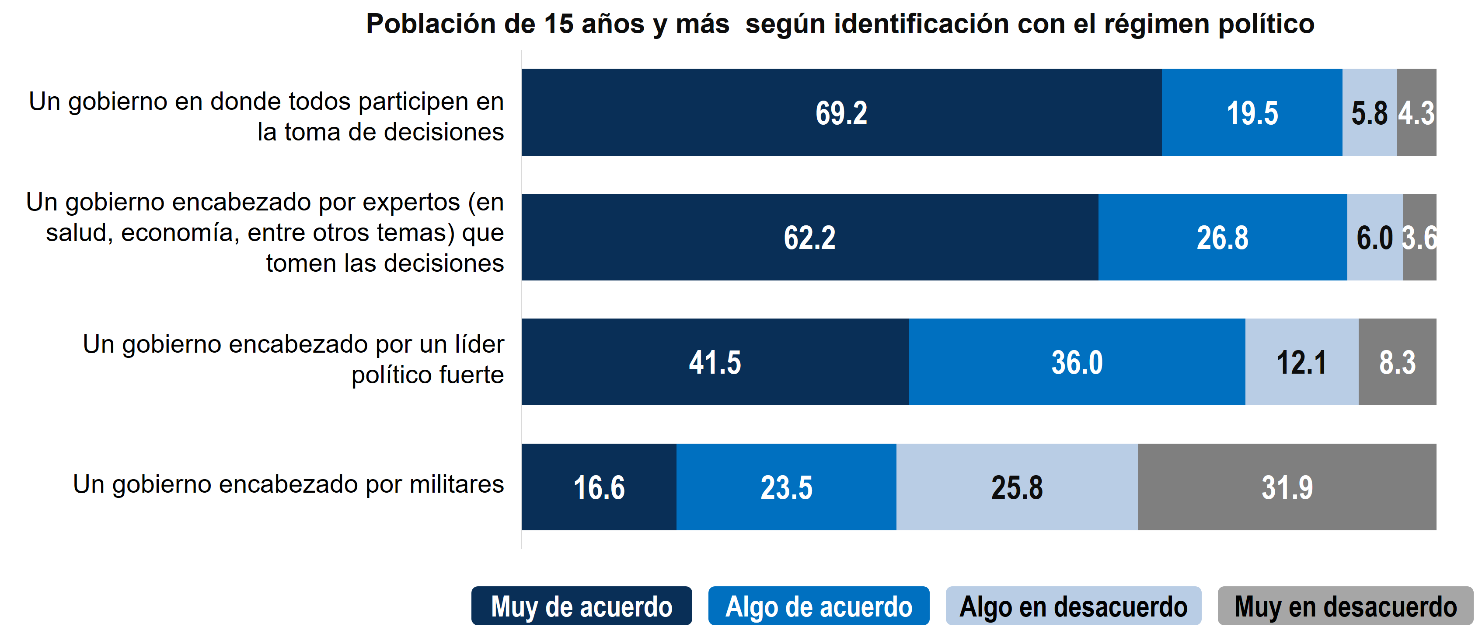 Población de 15 años y más  según identificación con el régimen político
Un gobierno en donde todos participen en
la toma de decisiones
69.2
19.5
5.8
4.3
Un gobierno encabezado por expertos (en
salud, economía, entre otros temas) que
tomen las decisiones
62.2
26.8
6.0
3.6
Un gobierno encabezado por un líder
político fuerte
41.5
36.0
12.1
8.3
Un gobierno encabezado por militares
16.6
23.5
25.8
31.9
Muy de acuerdo
Algo de acuerdo
Algo en desacuerdo
Muy en desacuerdo